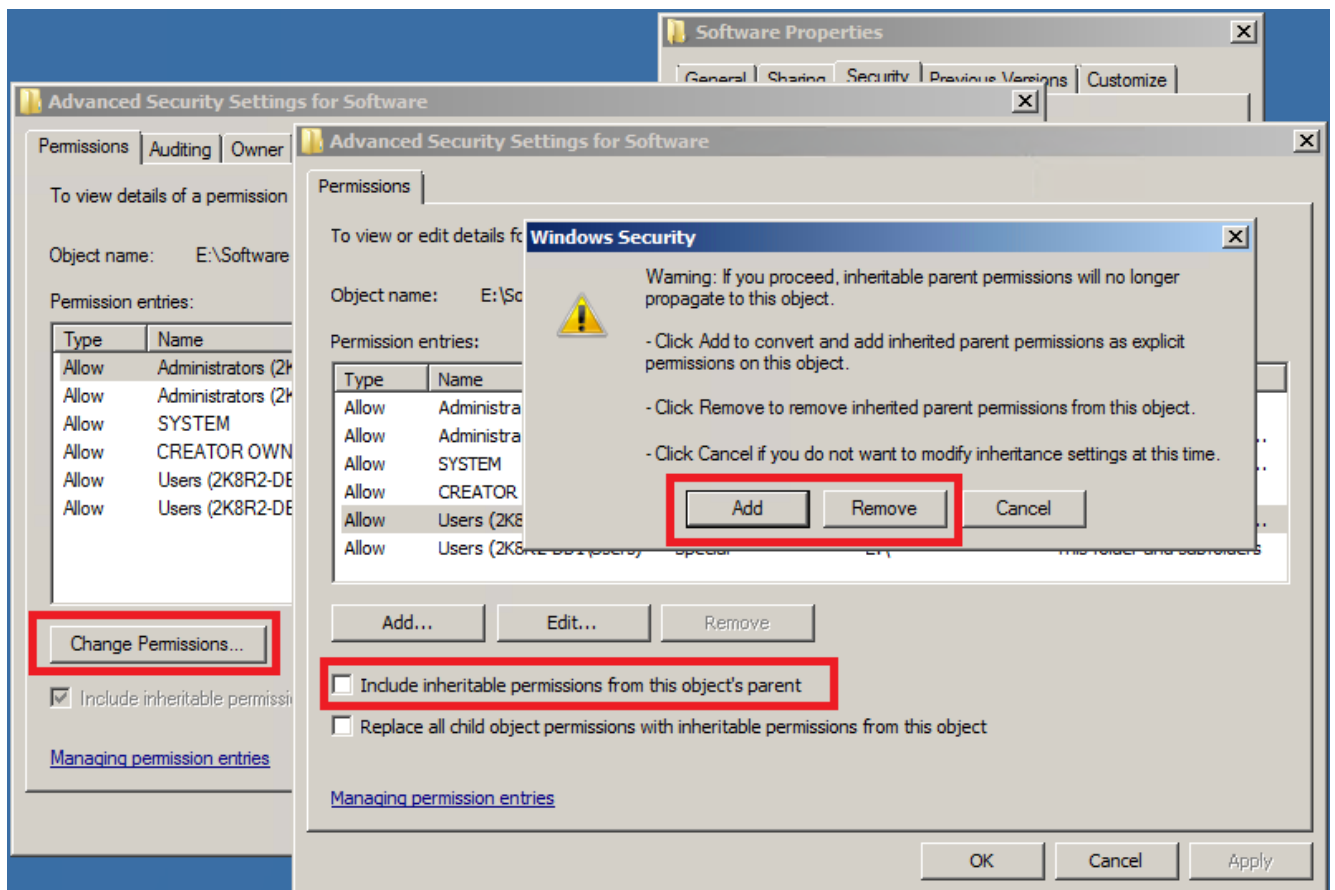 Software Properties
General Sharing Security Previous Versions Customize
Advanced Security Settings for Software
Permissions Auditing Owner
To view details of a permission
Object name: E:\Software
Permission entries:
Type Name
Allow Administrators (2K
Allow Administrators (2K
Allow SYSTEM
Allow CREATOR OWN
Allow Users (2K8R2-DE
Allow Users (2K8R2-DE
Change Permissions...
Include inheritable permissi
Managing permission entries
Advanced Security Settings for Software
Permissions
To view or edit details fo
Object name: E:\So
Permission entries:
Type Name
Allow Administra
Allow Administra
Allow SYSTEM
Allow CREATOR
Allow Users (2K8
Allow Users (2K8R2-DB1\Users) Special E:\ This folder and subfolders
Add... Edit... Remove
Include inheritable permissions from this object's parent
Replace all child object permissions with inheritable permissions from this object
Managing permission entries
OK Cancel Apply
Windows Security
Warning: If you proceed, inheritable parent permissions will no longer
propagate to this object.
- Click Add to convert and add inherited parent permissions as explicit
permissions on this object.
- Click Remove to remove inherited parent permissions from this object.
- Click Cancel if you do not want to modify inheritance settings at this time.
Add Remove Cancel